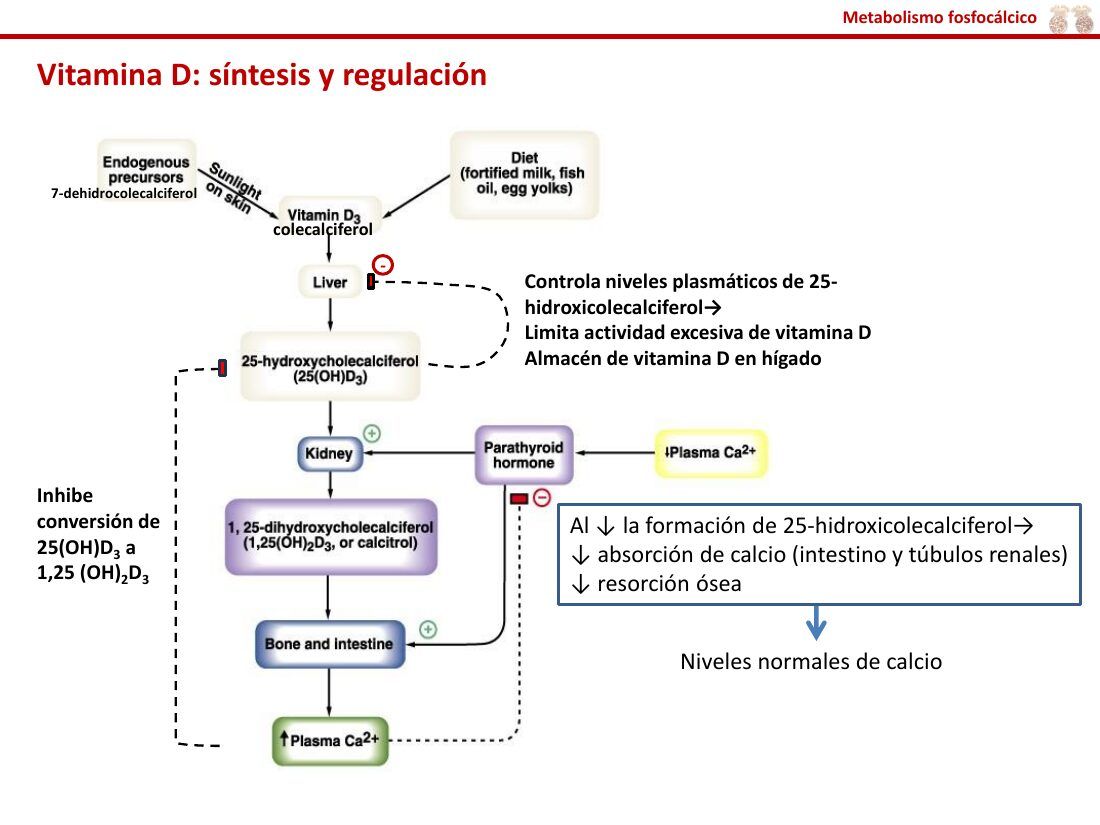 Metabolismo fosfocálcico
Vitamina D: síntesis y regulación
Endogenous
precursors
7-dehidrocolecalciferol
Sunlight
on skin
Diet
(fortified milk, fish
oil, egg yolks)
Vitamin D₃
colecalciferol
Liver
-
Controla niveles plasmáticos de 25-
hidroxicolecalciferol→
Limita actividad excesiva de vitamina D
Almacén de vitamina D en hígado
25-hydroxycholecalciferol
(25(OH)D₃)
Kidney
+
Parathyroid
hormone
↓Plasma Ca²⁺
−
Inhibe
conversión de
25(OH)D₃ a
1,25 (OH)₂D₃
1, 25-dihydroxycholecalciferol
(1,25(OH)₂D₃, or calcitrol)
Al ↓ la formación de 25-hidroxicolecalciferol→
↓ absorción de calcio (intestino y túbulos renales)
↓ resorción ósea
Niveles normales de calcio
Bone and intestine
+
↑Plasma Ca²⁺